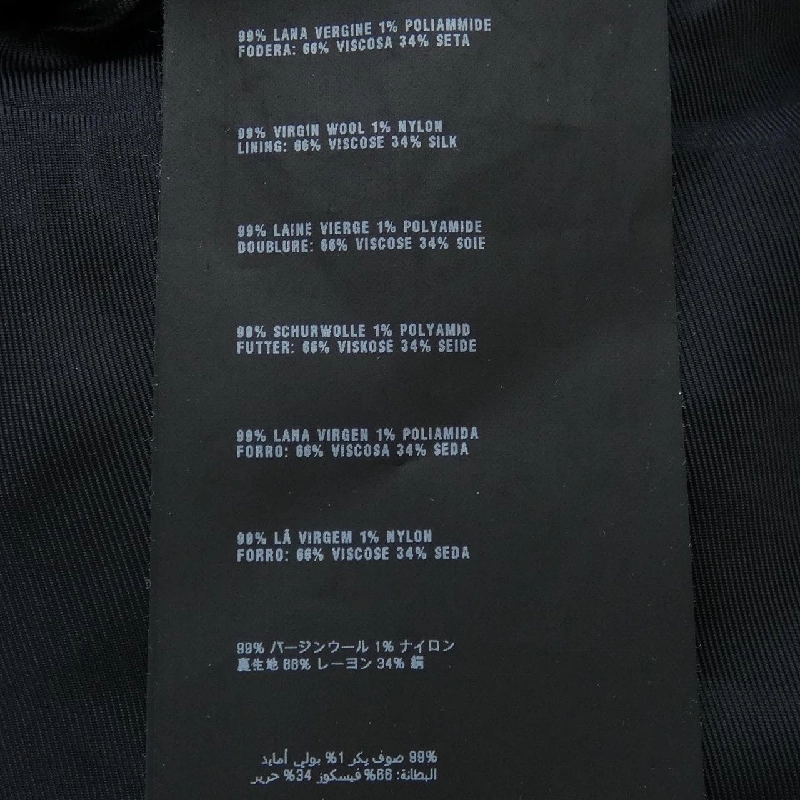 99% LANA VERGINE 1% POLIAMMIDE
FODERA: 66% VISCOSA 34% SETA
99% VIRGIN WOOL 1% NYLON
LINING: 66% VISCOSE 34% SILK
99% LAINE VIERGE 1% POLYAMIDE
DOUBLURE: 66% VISCOSE 34% SOIE
99% SCHURWOLLE 1% POLYAMID
FUTTER: 66% VISKOSE 34% SEIDE
99% LANA VIRGEN 1% POLIAMIDA
FORRO: 66% VISCOSA 34% SEDA
99% LÃ VIRGEM 1% NYLON
FORRO: 66% VISCOSE 34% SEDA
99% バージンウール 1% ナイロン
裏生地 66% レーヨン 34% 絹
99% صوف بكر 1% بولي أمايد
البطانة: 66% فيسكوز 34% حرير